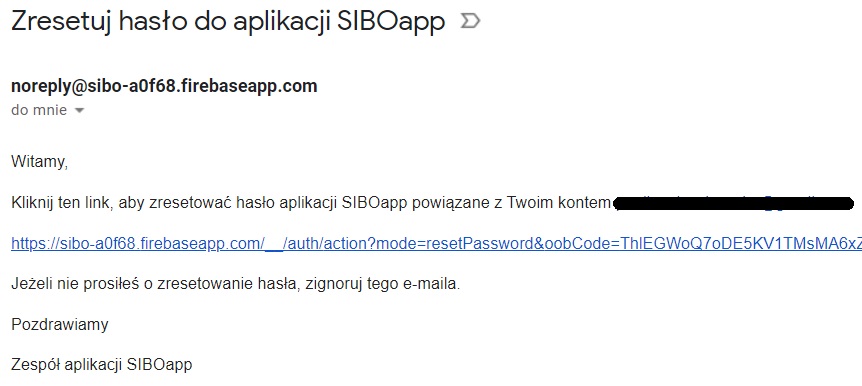 Zresetuj hasło do aplikacji SIBOapp
noreply@sibo-a0f68.firebaseapp.com
do mnie
Witamy,
Kliknij ten link, aby zresetować hasło aplikacji SIBOapp powiązane z Twoim kontem
https://sibo-a0f68.firebaseapp.com/__/auth/action?mode=resetPassword&oobCode=ThlEGWoQ7oDE5KV1TMsMA6xZ
Jeżeli nie prosiłeś o zresetowanie hasła, zignoruj tego e-maila.
Pozdrawiamy
Zespół aplikacji SIBOapp